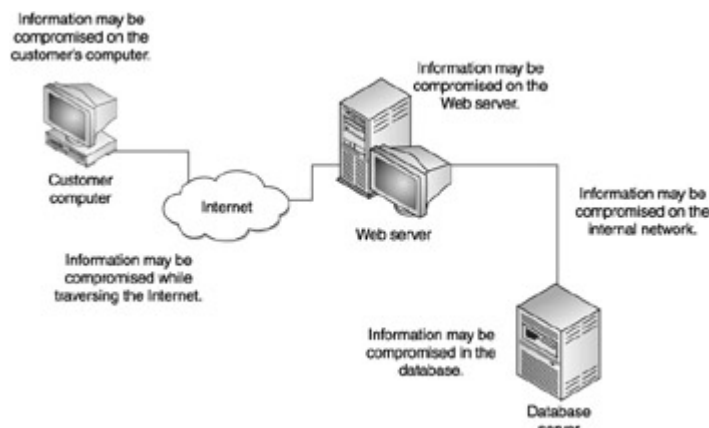 Information may be
compromised on the
customer's computer.
Information may be
compromised on the
Web server.
Customer
computer
Internet
Web server
Information may be
compromised on the
internal network.
Information may be
compromised while
traversing the Internet.
Information may be
compromised in the
database.
Database
server